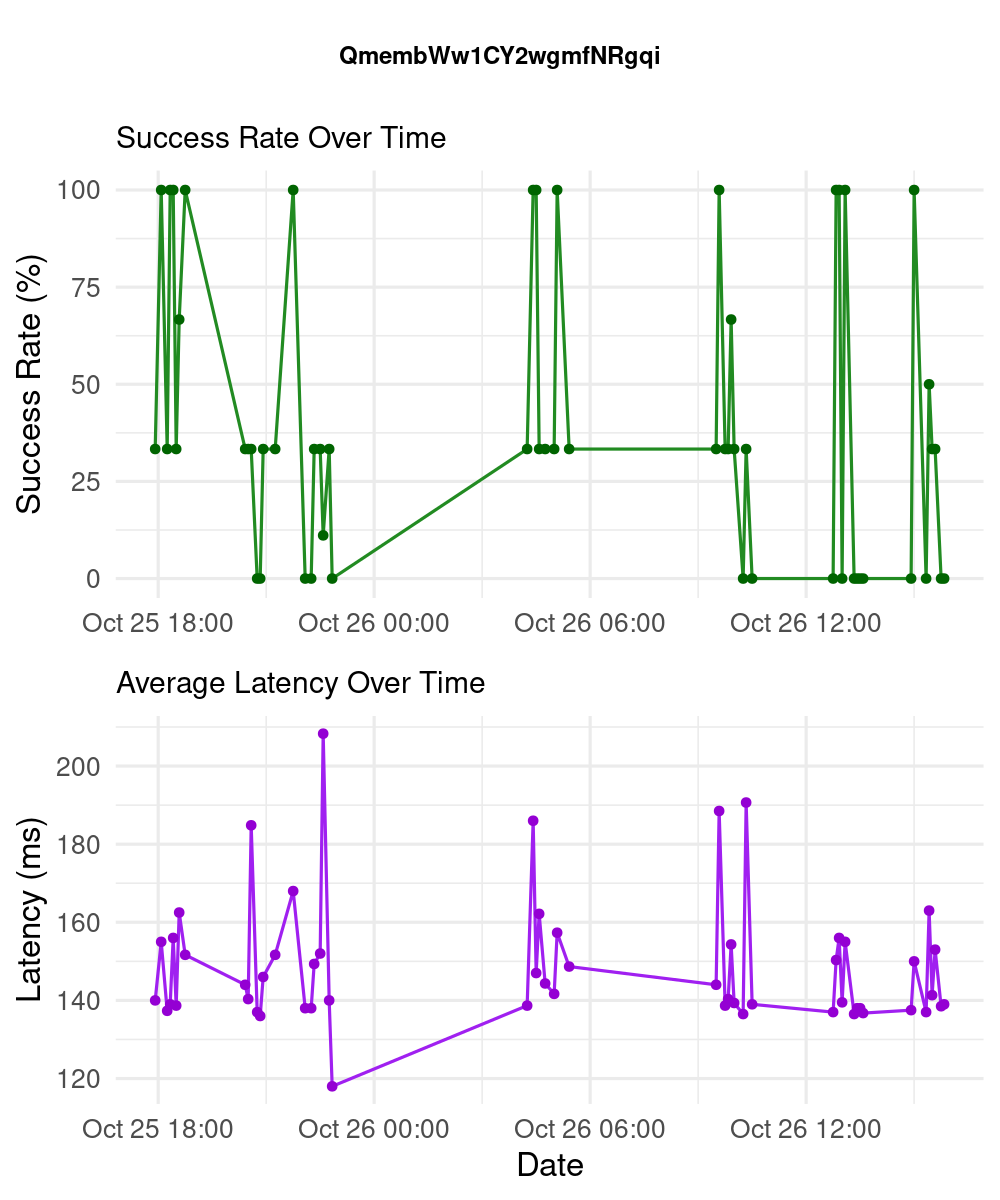 QmembWw1CY2wgmfNRgqi
Success Rate Over Time
100
75
50
25
0
Success Rate (%)
Oct 25 18:00 Oct 26 00:00 Oct 26 06:00 Oct 26 12:00
Average Latency Over Time
200
180
160
140
120
Latency (ms)
Oct 25 18:00 Oct 26 00:00 Oct 26 06:00 Oct 26 12:00
Date